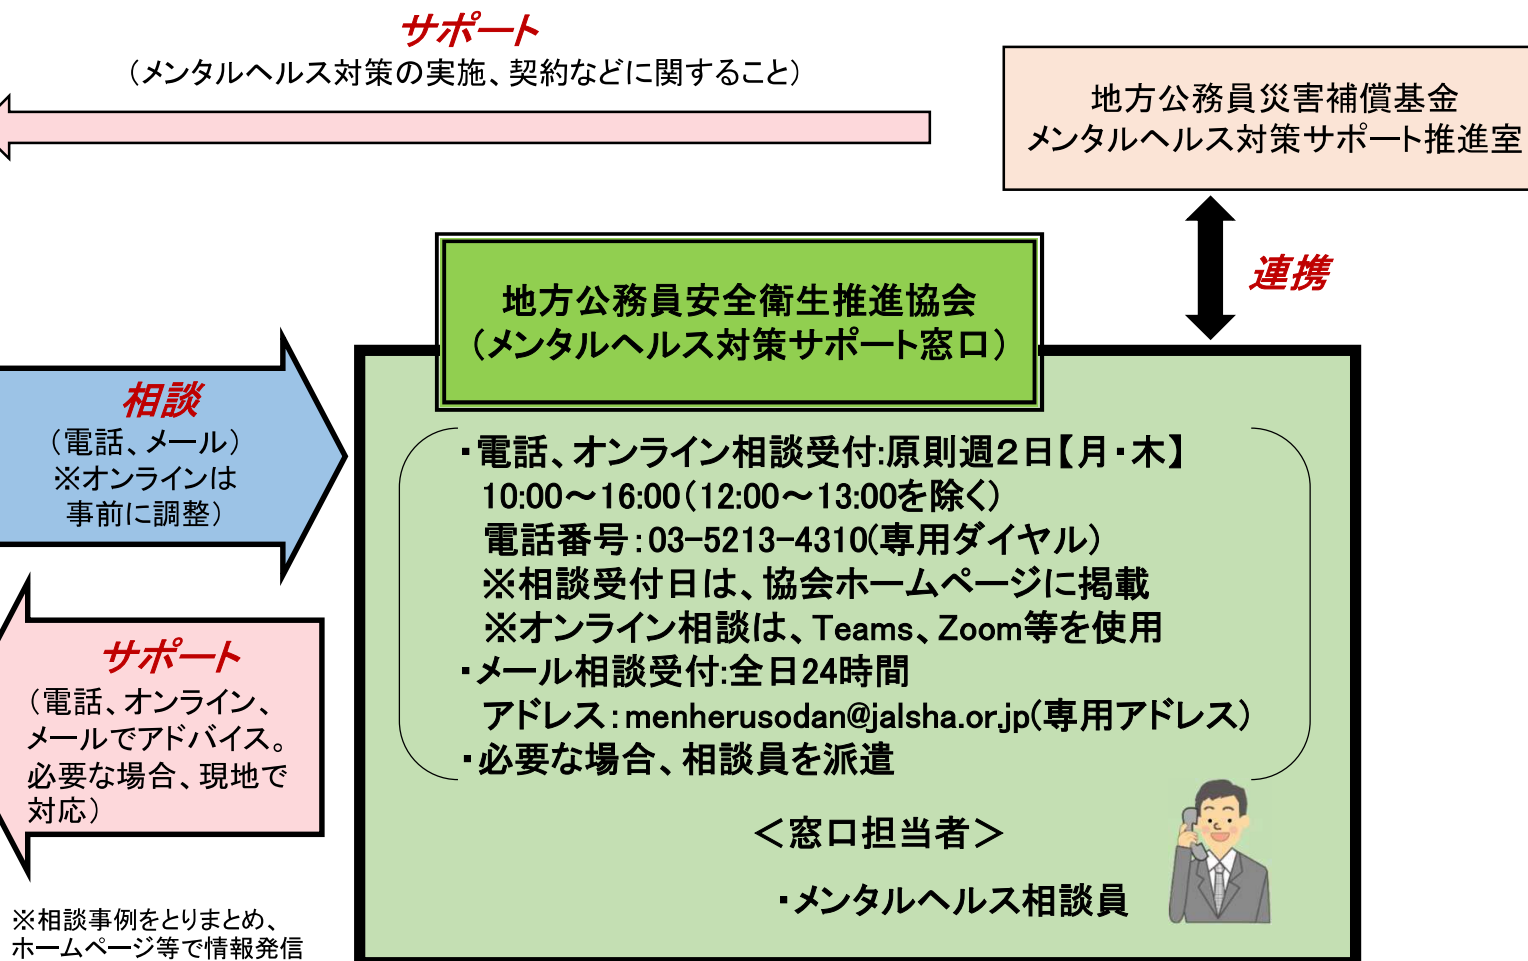 サポート
（メンタルヘルス対策の実施、契約などに関すること）
地方公務員災害補償基金
メンタルヘルス対策サポート推進室
連携
地方公務員安全衛生推進協会
（メンタルヘルス対策サポート窓口）
相談
（電話、メール）
※オンラインは
事前に調整）
・電話、オンライン相談受付:原則週２日【月・木】
10:00～16:00（12:00～13:00を除く）
電話番号：03-5213-4310(専用ダイヤル）
※相談受付日は、協会ホームページに掲載
※オンライン相談は、Teams、Zoom等を使用
・メール相談受付:全日24時間
アドレス：menherusodan@jalsha.or.jp(専用アドレス）
・必要な場合、相談員を派遣
サポート
（電話、オンライン、
メールでアドバイス。
必要な場合、現地で
対応）
＜窓口担当者＞
・メンタルヘルス相談員
※相談事例をとりまとめ、
ホームページ等で情報発信